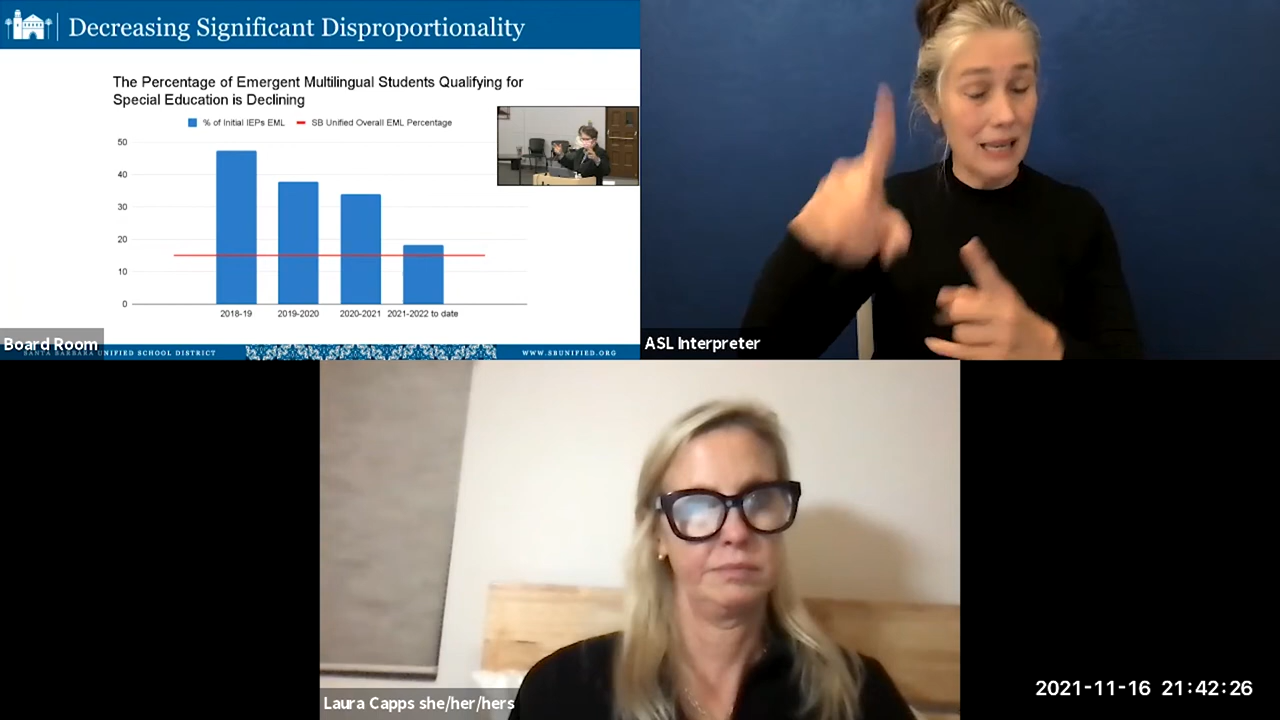 Decreasing Significant Disproportionality
The Percentage of Emergent Multilingual Students Qualifying for
Special Education is Declining
% of Initial IEPs EML
SB Unified Overall EML Percentage
50
40
30
20
10
0
2018-19
2019-2020
2020-2021
2021-2022 to date
Board Room
SANTA BARBARA UNIFIED SCHOOL DISTRICT
WWW.SBUNIFIED.ORG
ASL Interpreter
Laura Capps she/her/hers
2021-11-16 21:42:26